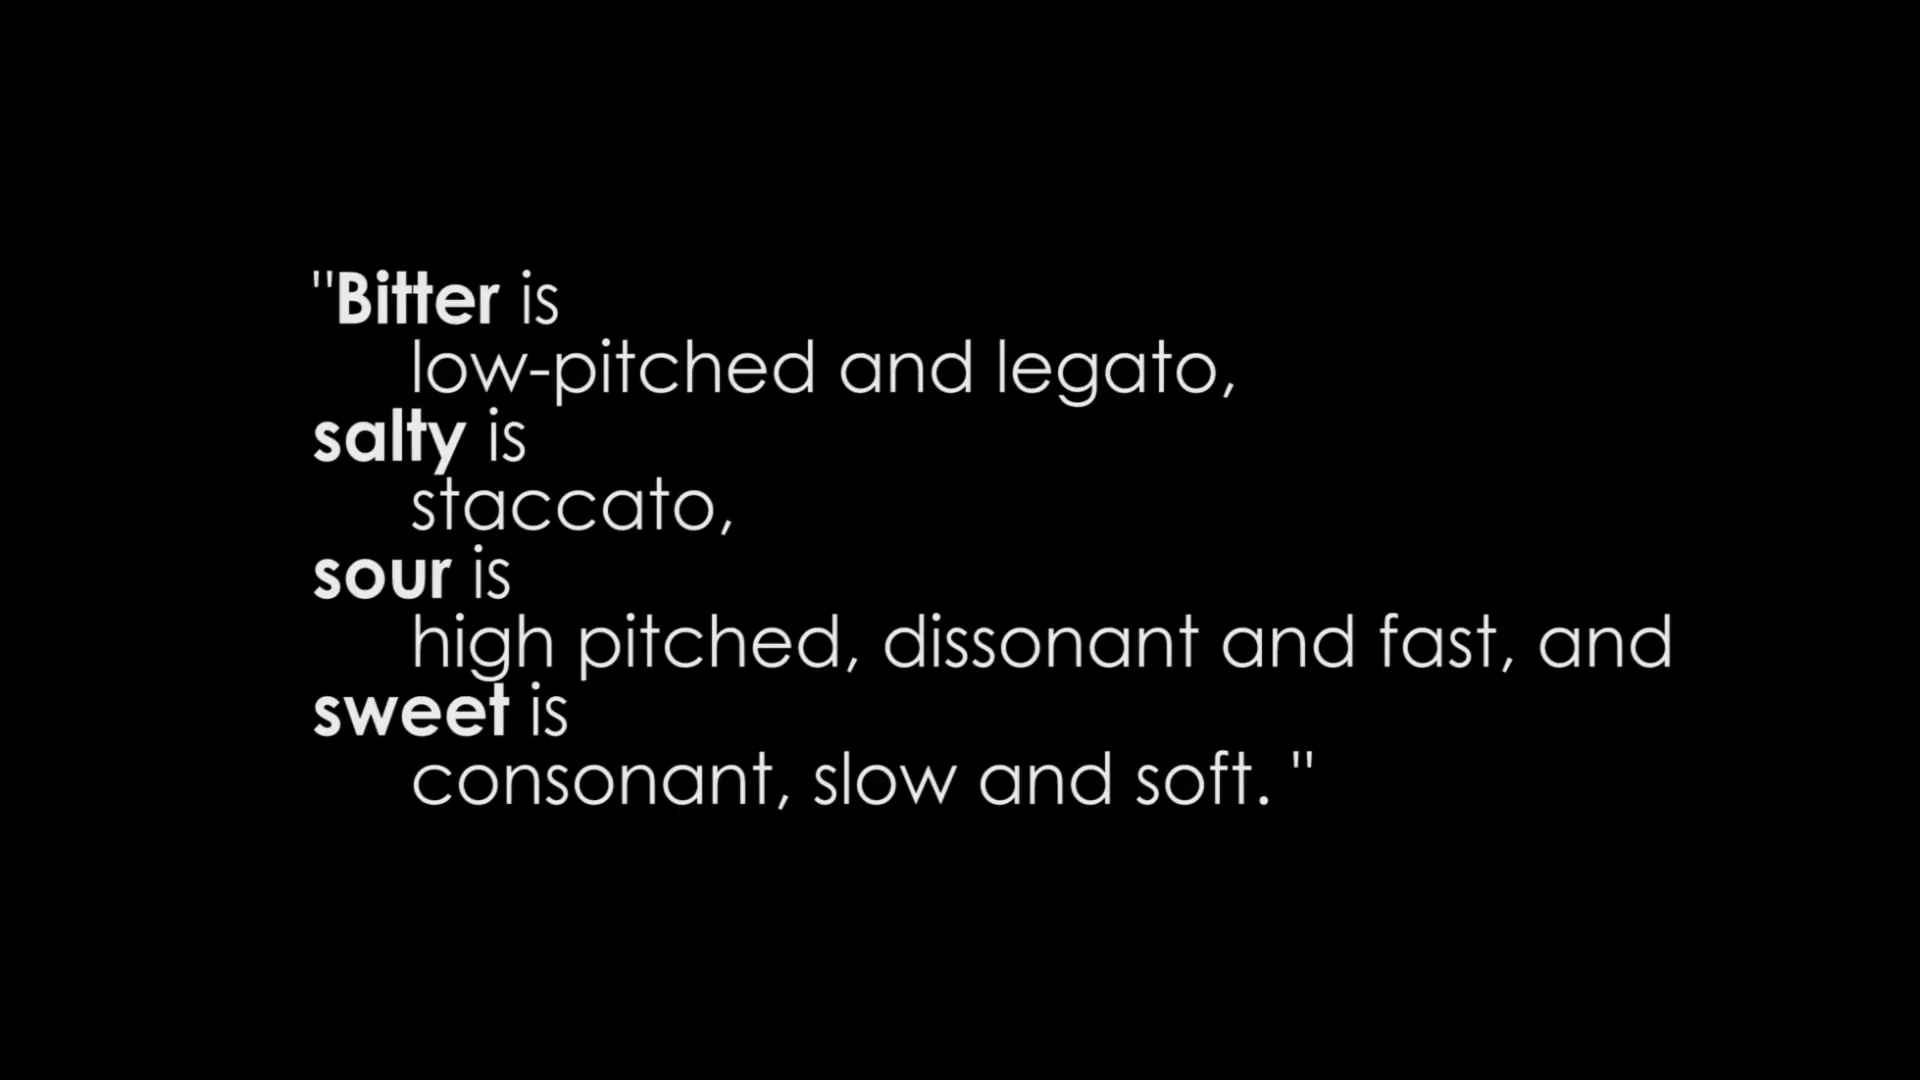 "Bitter is
low-pitched and legato,
salty is
staccato,
sour is
high pitched, dissonant and fast, and
sweet is
consonant, slow and soft. "